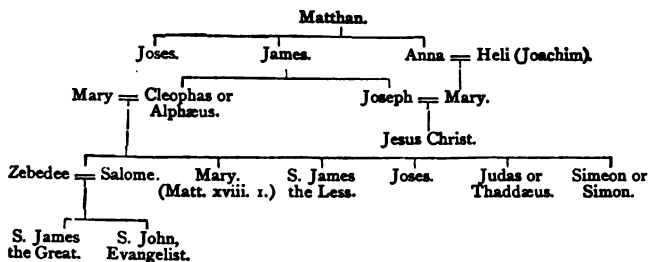 Matthan.
Joses. James. Anna = Heli (Joachim).
Mary = Cleophas or Joseph = Mary.
Alphæus.
Jesus Christ.
Zebedee = Salome. Mary. S. James Joses. Judas or Simeon or
(Matt. xviii. 1.) the Less. Thaddæus. Simon.
S. James S. John,
the Great. Evangelist.